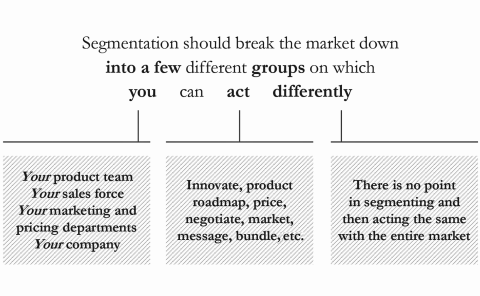 Segmentation should break the market down
into a few different groups on which
you can act differently
Your product team
Your sales force
Your marketing and
pricing departments
Your company
Innovate, product
roadmap, price,
negotiate, market,
message, bundle, etc.
There is no point
in segmenting and
then acting the same
with the entire market